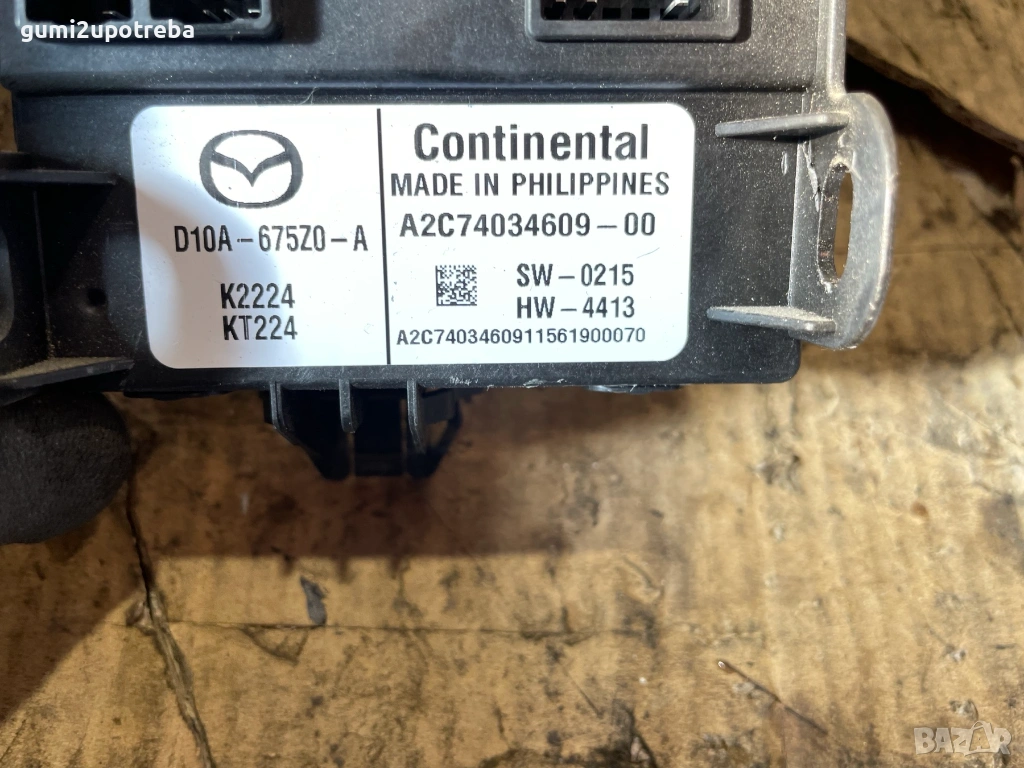 gumi2upotreba
D10A-675Z0-A
K2224
KT224
Continental
MADE IN PHILIPPINES
A2C74034609-00
SW-0215
HW-4413
A2C7403460911561900070
BAZAR